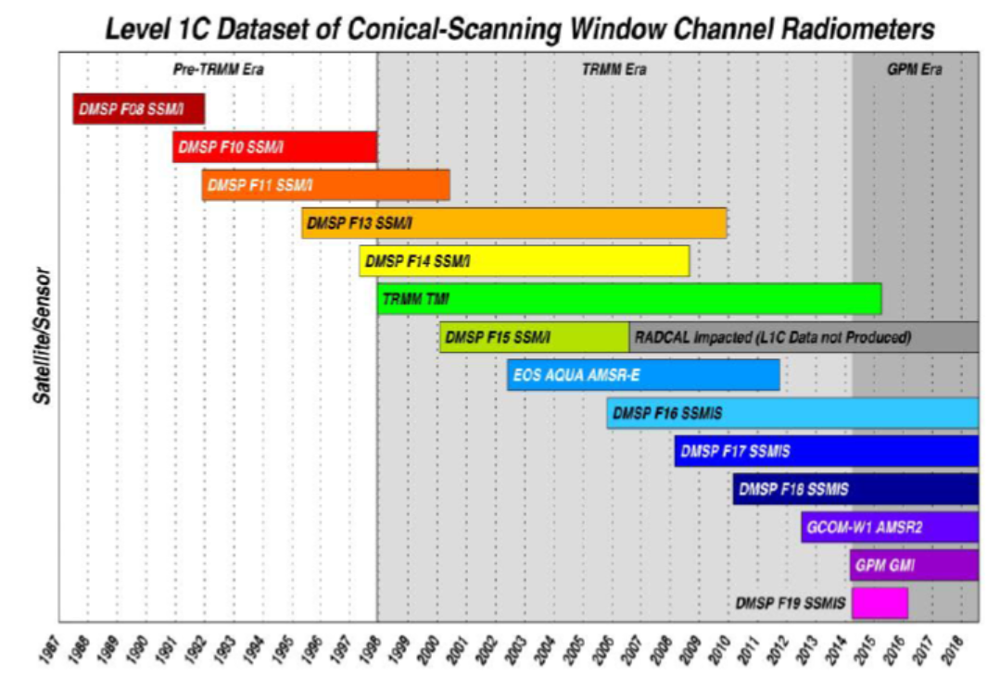 Level 1C Dataset of Conical-Scanning Window Channel Radiometers
Pre-TRMM Era
TRMM Era
GPM Era
DMSP F08 SSM/I
DMSP F10 SSM/I
DMSP F11 SSM/I
DMSP F13 SSM/I
DMSP F14 SSM/I
TRMM TMI
DMSP F15 SSM/I
RADCAL Impacted (L1C Data not Produced)
EOS AQUA AMSR-E
DMSP F16 SSMIS
DMSP F17 SSMIS
DMSP F18 SSMIS
GCOM-W1 AMSR2
GPM GMI
DMSP F19 SSMIS
Satellite/Sensor
1987
1988
1989
1990
1991
1992
1993
1994
1995
1996
1997
1998
1999
2000
2001
2002
2003
2004
2005
2006
2007
2008
2009
2010
2011
2012
2013
2014
2015
2016
2017
2018